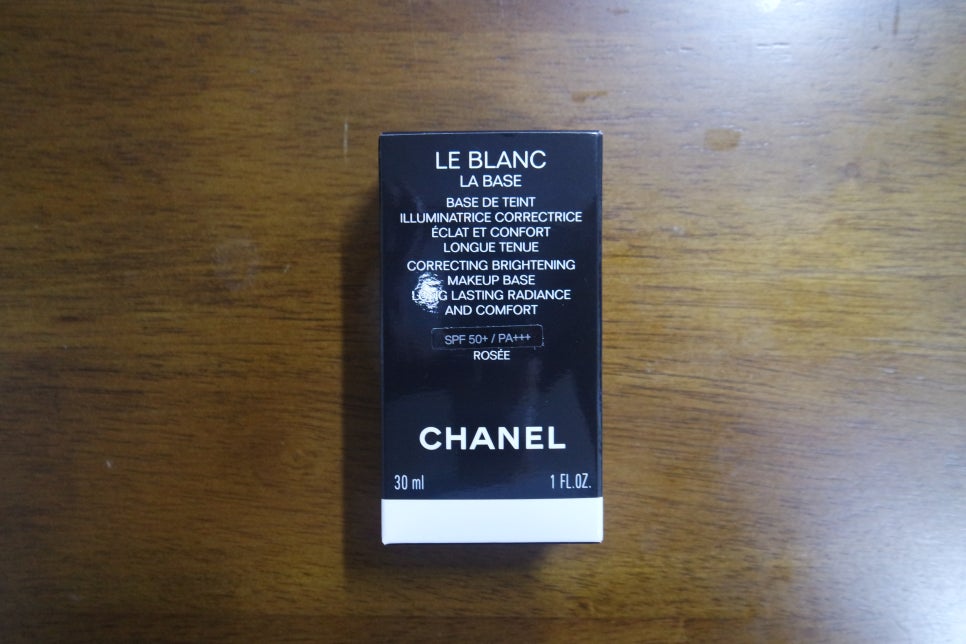 LE BLANC
LA BASE
BASE DE TEINT
ILLUMINATRICE CORRECTRICE
ÉCLAT ET CONFORT
LONGUE TENUE
CORRECTING BRIGHTENING
MAKEUP BASE
LONG LASTING RADIANCE
AND COMFORT
SPF 50+ / PA+++
ROSÉE
CHANEL
30 ml 1 FL.OZ.